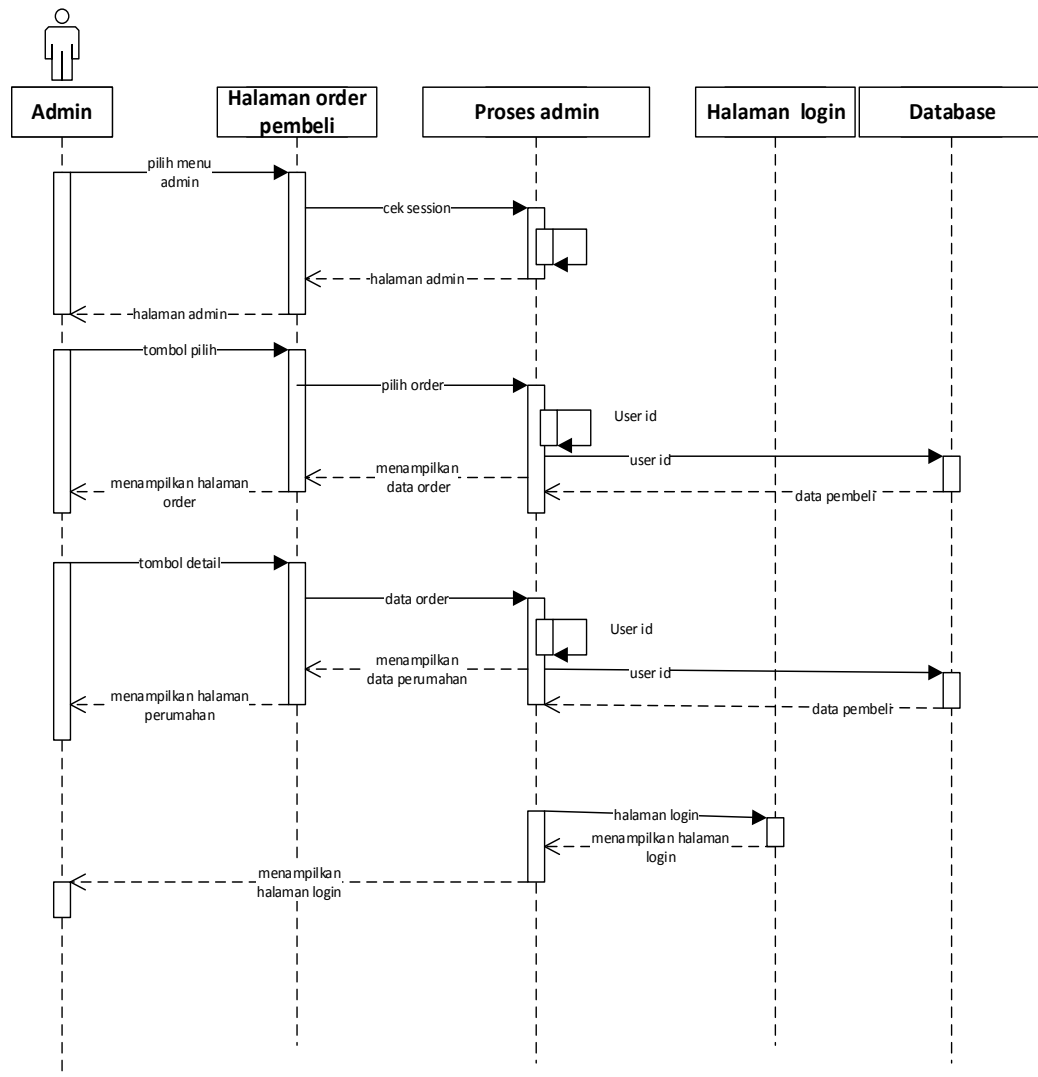 Admin
Halaman order
pembeli
Proses admin
Halaman login
Database
pilih menu
admin
cek session
halaman admin
halaman admin
tombol pilih
pilih order
User id
user id
menampilkan
data order
menampilkan halaman
order
data pembeli
tombol detail
data order
User id
user id
menampilkan
data perumahan
menampilkan halaman
perumahan
data pembeli
halaman login
menampilkan halaman
login
menampilkan
halaman login